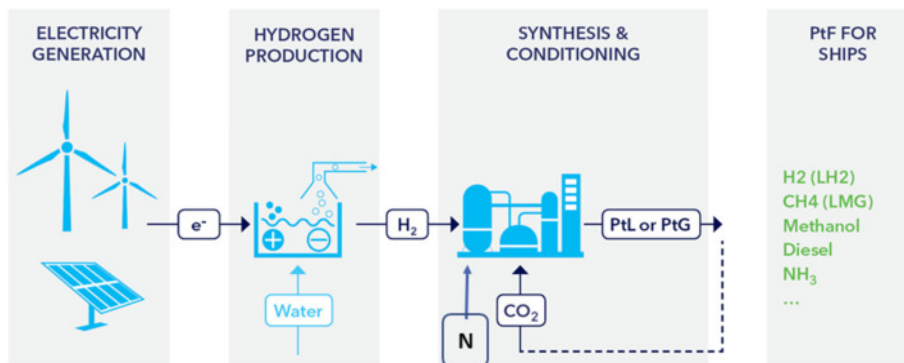 ELECTRICITY
GENERATION
HYDROGEN
PRODUCTION
SYNTHESIS &
CONDITIONING
PtF FOR
SHIPS
e⁻
H₂
PtL or PtG
Water
N
CO₂
H2 (LH2)
CH4 (LMG)
Methanol
Diesel
NH₃
...